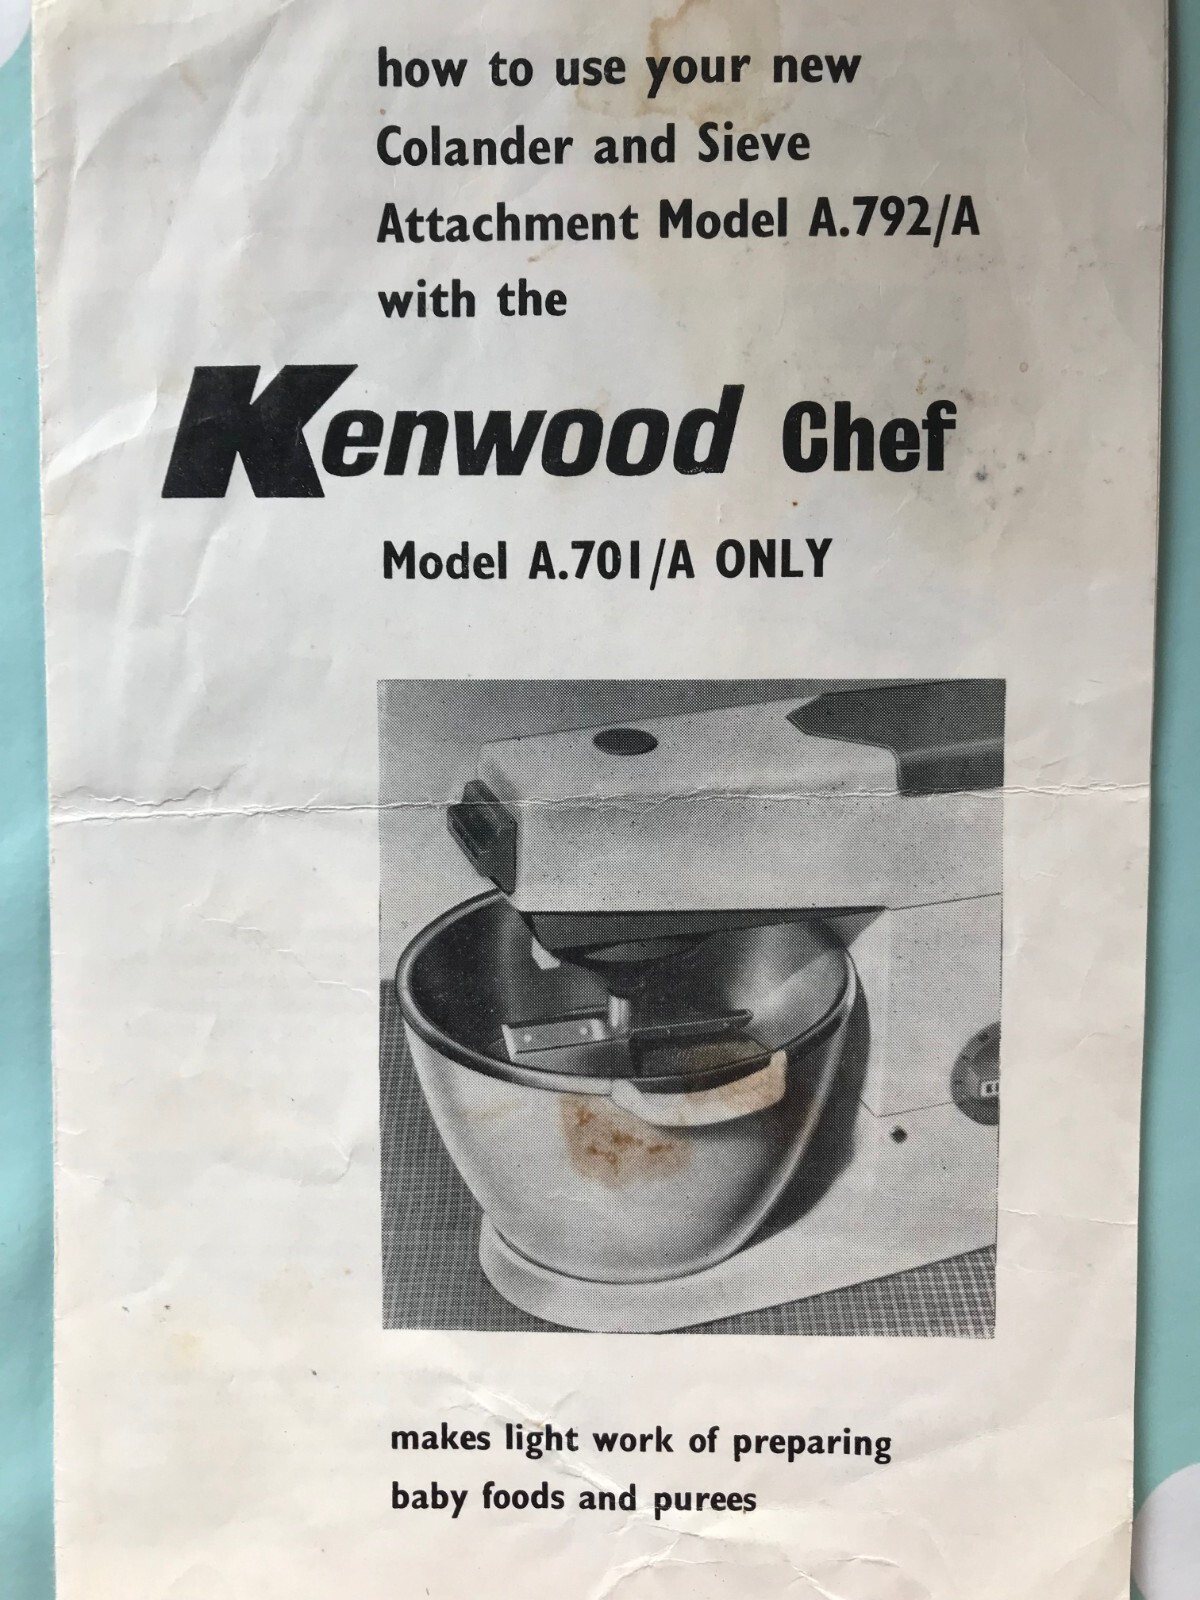 how to use your new
Colander and Sieve
Attachment Model A.792/A
with the
Kenwood Chef
Model A.701/A ONLY
makes light work of preparing
baby foods and purees